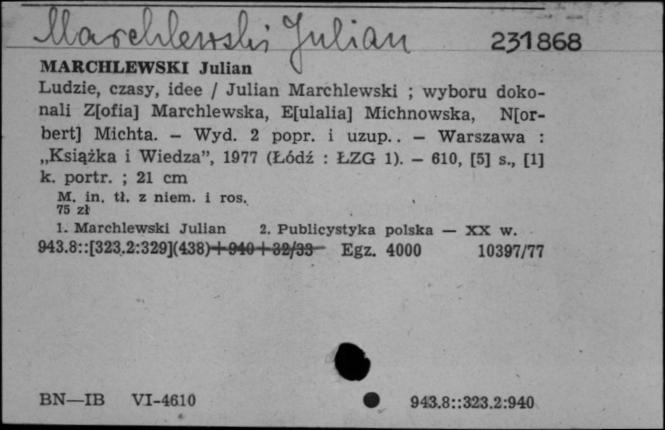 Marchlewski Julian 231868
MARCHLEWSKI Julian
Ludzie, czasy, idee / Julian Marchlewski ; wyboru doko-
nali Z[ofia] Marchlewska, E[ulalia] Michnowska, N[or-
bert] Michta. — Wyd. 2 popr. i uzup.. — Warszawa :
„Książka i Wiedza”, 1977 (Łódź : ŁZG 1). — 610, [5] s., [1]
k. portr. ; 21 cm
M. in. tł. z niem. i ros.
75 zł
1. Marchlewski Julian 2. Publicystyka polska — XX w.
943.8::[323.2:329](438)+940+32/33 Egz. 4000 10397/77
BN—IB VI-4610 943.8::323.2:940